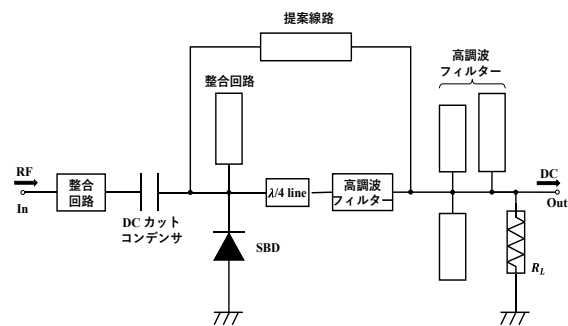 提案線路
高調波
フィルター
整合回路
RF
In
整合
回路
DC カット
コンデンサ
SBD
λ/4 line
高調波
フィルター
DC
Out
R_L